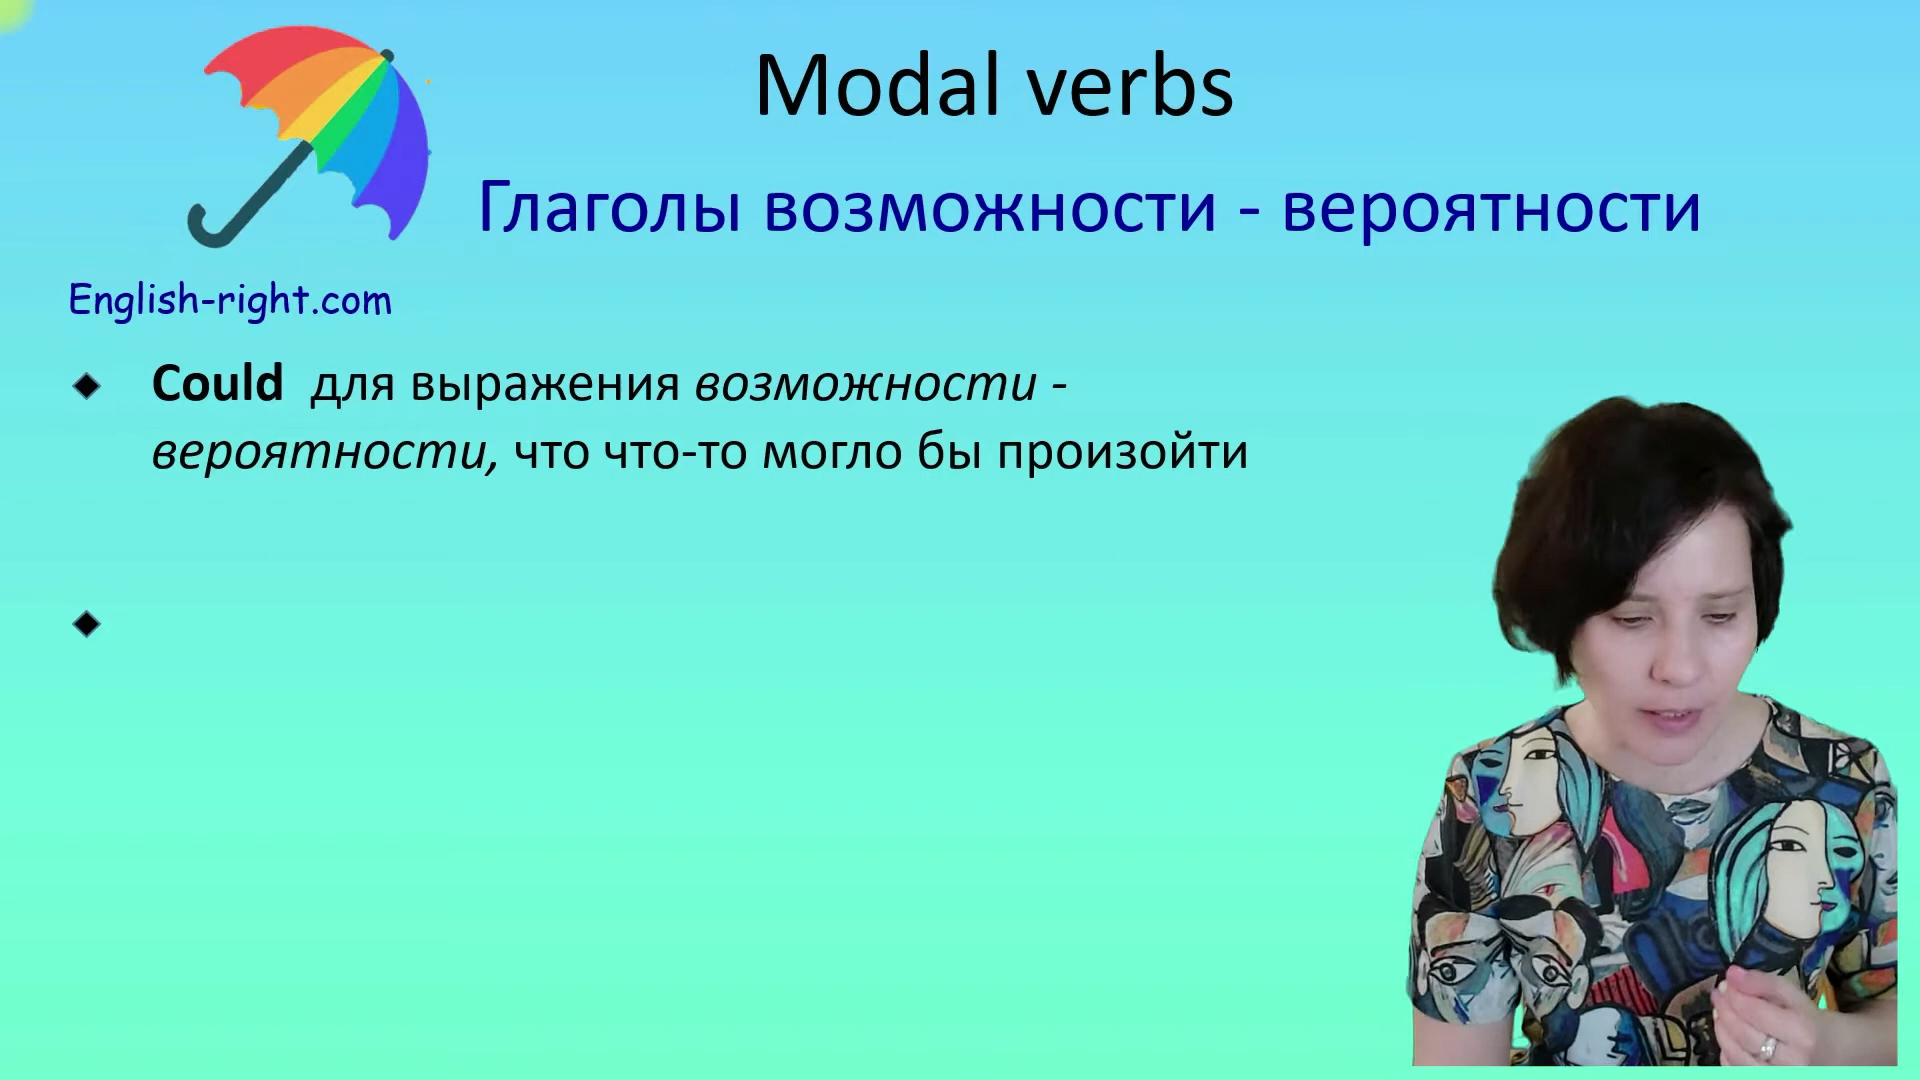 Modal verbs
Глаголы возможности - вероятности
English-right.com
Could для выражения возможности -
вероятности, что что-то могло бы произойти